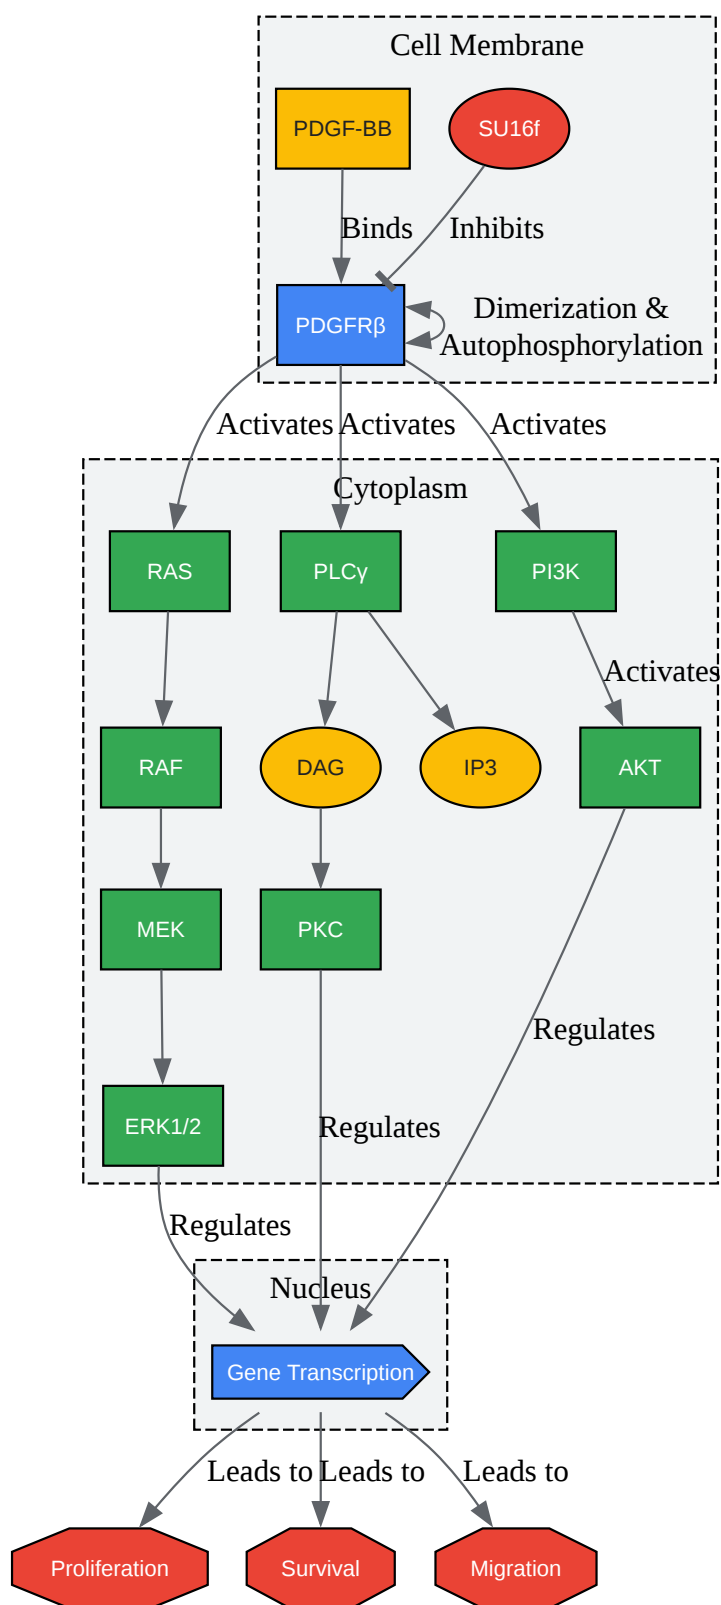 Cell Membrane
PDGF-BB
SU16f
Binds
Inhibits
PDGFRβ
Dimerization &
Autophosphorylation
Activates
Activates
Activates
Cytoplasm
RAS
PLCγ
PI3K
Activates
RAF
DAG
IP3
AKT
MEK
PKC
Regulates
ERK1/2
Regulates
Regulates
Nucleus
Gene Transcription
Leads to
Leads to
Leads to
Proliferation
Survival
Migration